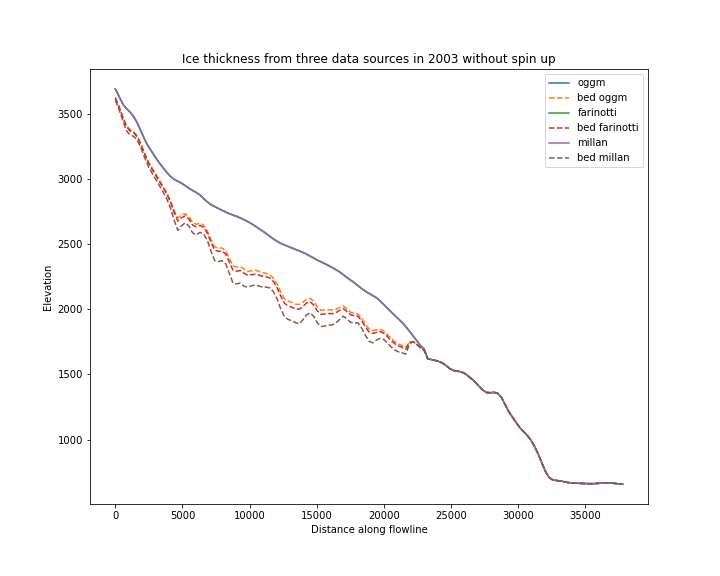 Ice thickness from three data sources in 2003 without spin up
oggm
bed oggm
farinotti
bed farinotti
millan
bed millan
3500
3000
2500
2000
1500
1000
Elevation
0 5000 10000 15000 20000 25000 30000 35000
Distance along flowline